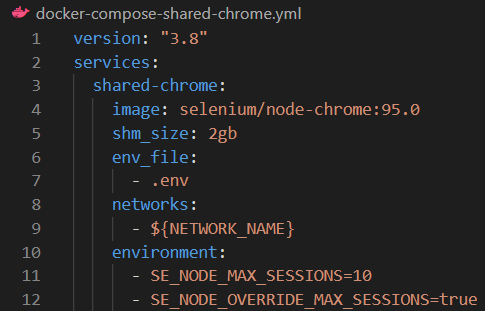 docker-compose-shared-chrome.yml
1 version: "3.8"
2 services:
3   shared-chrome:
4     image: selenium/node-chrome:95.0
5     shm_size: 2gb
6     env_file:
7       - .env
8     networks:
9       - ${NETWORK_NAME}
10     environment:
11       - SE_NODE_MAX_SESSIONS=10
12       - SE_NODE_OVERRIDE_MAX_SESSIONS=true